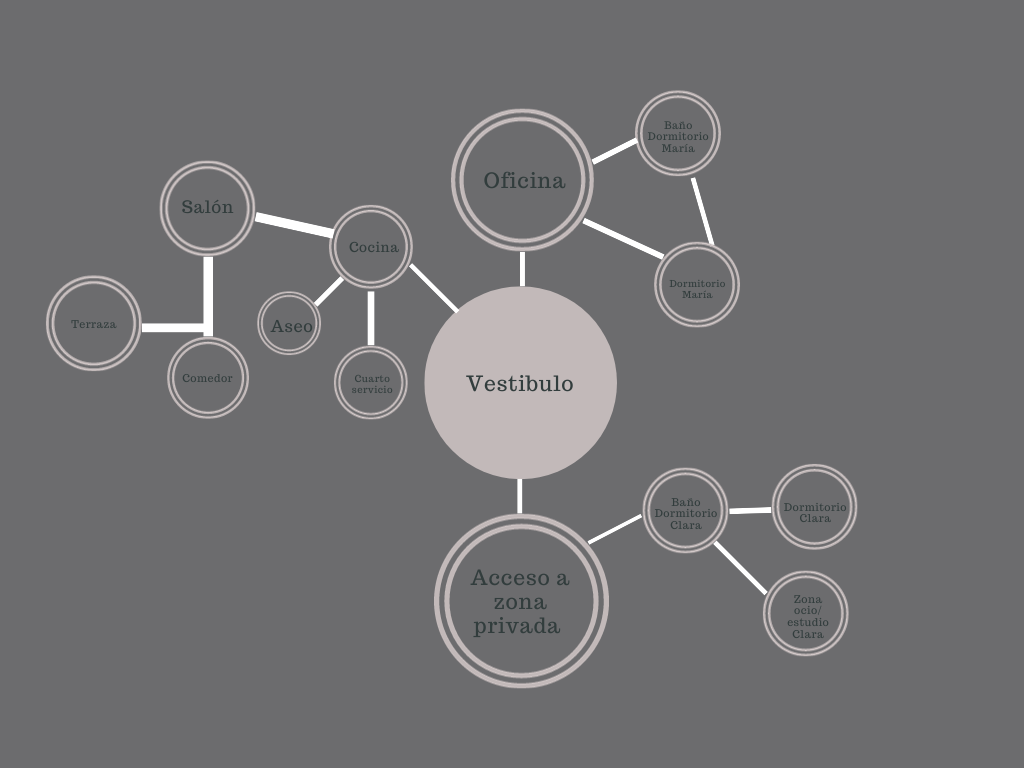 Baño
Dormitorio
María
Oficina
Salón
Cocina
Dormitorio
María
Terraza
Aseo
Comedor
Cuarto
servicio
Vestibulo
Baño
Dormitorio
Clara
Dormitorio
Clara
Acceso a
zona
privada
Zona
ocio/
estudio
Clara